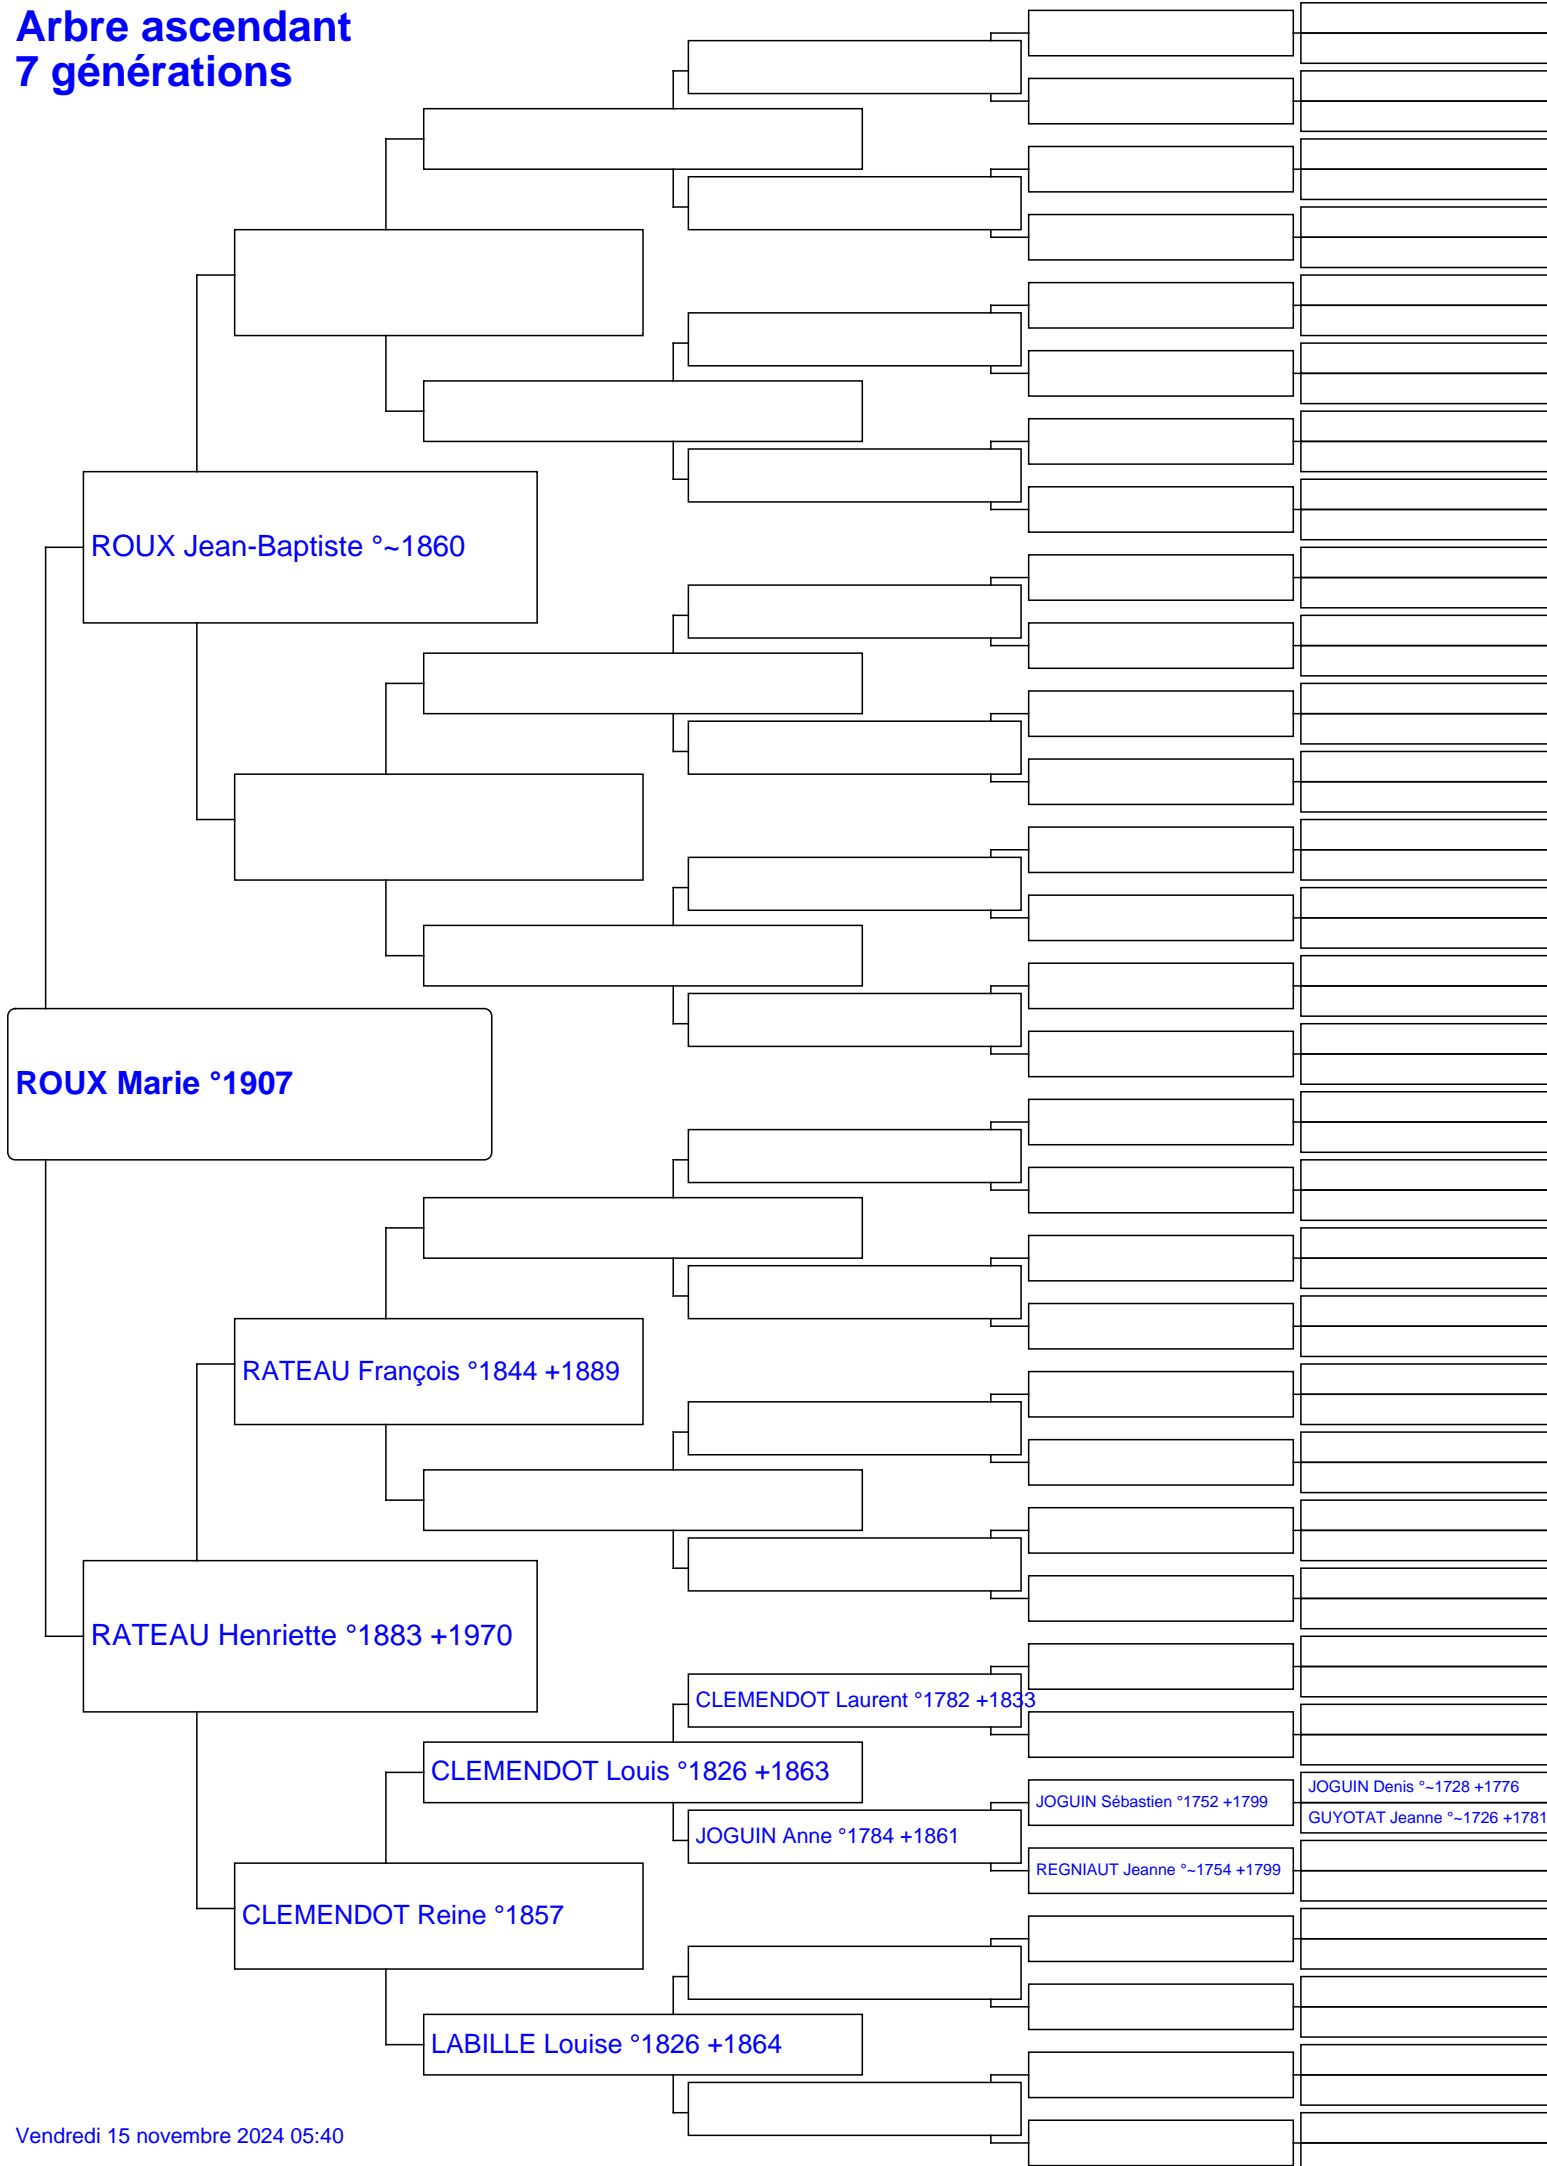 Arbre ascendant
7 générations
ROUX Jean-Baptiste °~1860
ROUX Marie °1907
RATEAU François °1844 +1889
RATEAU Henriette °1883 +1970
CLEMENDOT Laurent °1782 +1833
CLEMENDOT Louis °1826 +1863
JOGUIN Denis °~1728 +1776
JOGUIN Sébastien °1752 +1799
GUYOTAT Jeanne °~1726 +1781
JOGUIN Anne °1784 +1861
REGNIAUT Jeanne °~1754 +1799
CLEMENDOT Reine °1857
LABILLE Louise °1826 +1864
Vendredi 15 novembre 2024 05:40